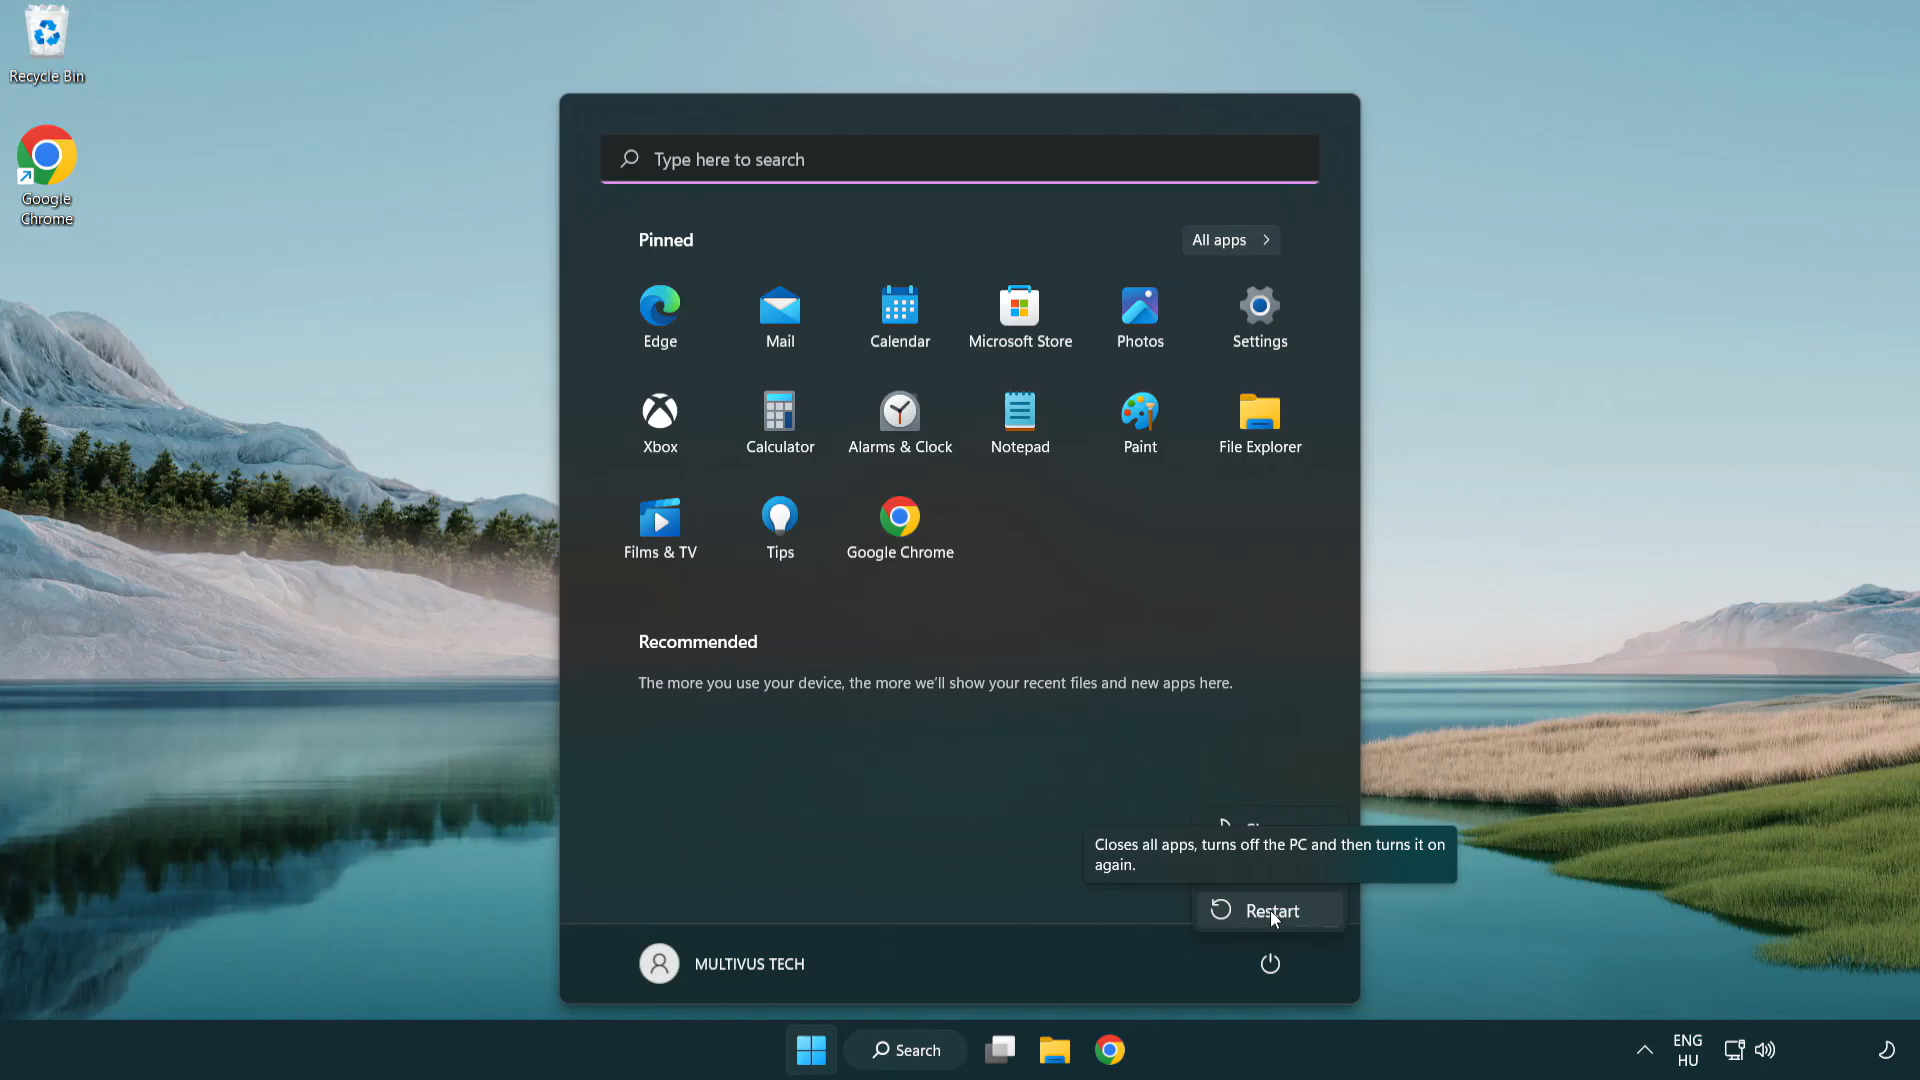 Recycle Bin
Google
Chrome
Type here to search
Pinned
All apps
Edge
Mail
Calendar
Microsoft Store
Photos
Settings
Xbox
Calculator
Alarms & Clock
Notepad
Paint
File Explorer
Films & TV
Tips
Google Chrome
Recommended
The more you use your device, the more we'll show your recent files and new apps here.
Closes all apps, turns off the PC and then turns it on
again.
Restart
MULTIVUS TECH
Search
ENG
HU